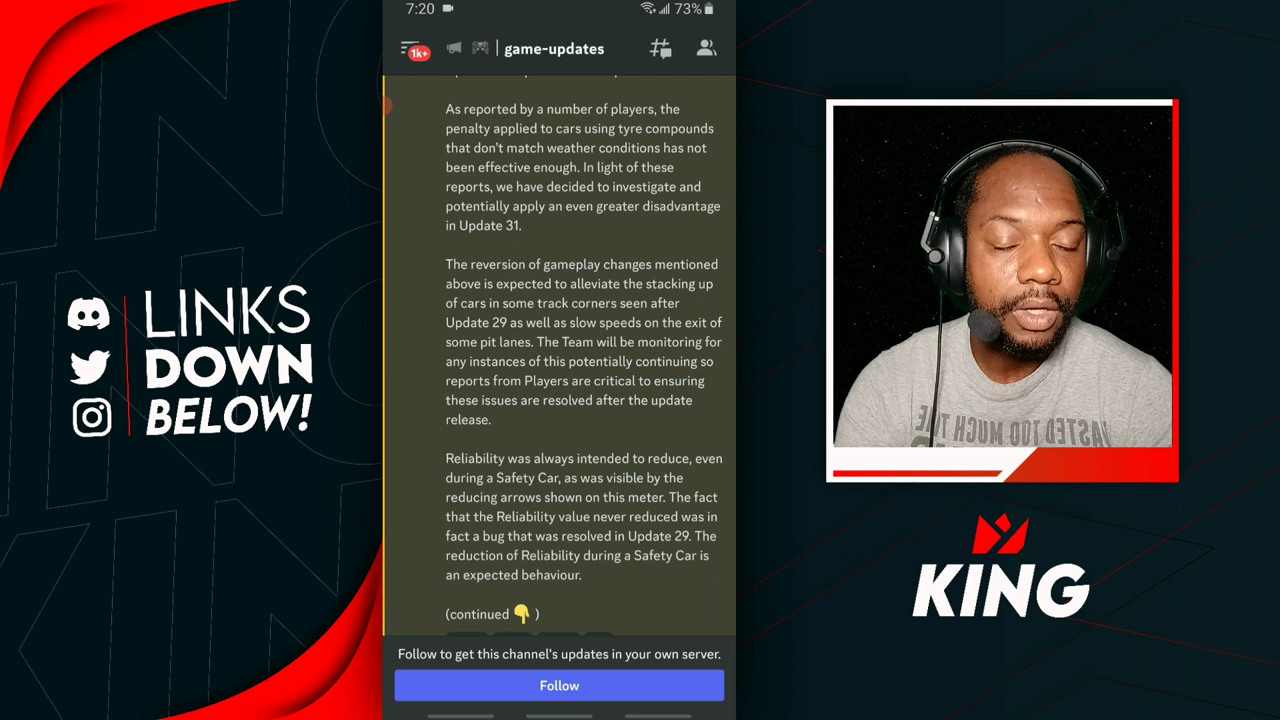 7:20
73%
1k+
game-updates
As reported by a number of players, the
penalty applied to cars using tyre compounds
that don't match weather conditions has not
been effective enough. In light of these
reports, we have decided to investigate and
potentially apply an even greater disadvantage
in Update 31.
The reversion of gameplay changes mentioned
above is expected to alleviate the stacking up
of cars in some track corners seen after
Update 29 as well as slow speeds on the exit of
some pit lanes. The Team will be monitoring for
any instances of this potentially continuing so
reports from Players are critical to ensuring
these issues are resolved after the update
release.
Reliability was always intended to reduce, even
during a Safety Car, as was visible by the
reducing arrows shown on this meter. The fact
that the Reliability value never reduced was in
fact a bug that was resolved in Update 29. The
reduction of Reliability during a Safety Car is
an expected behaviour.
(continued 👇 )
Follow to get this channel's updates in your own server.
Follow
LINKS
DOWN
BELOW!
TOO MUCH
KING